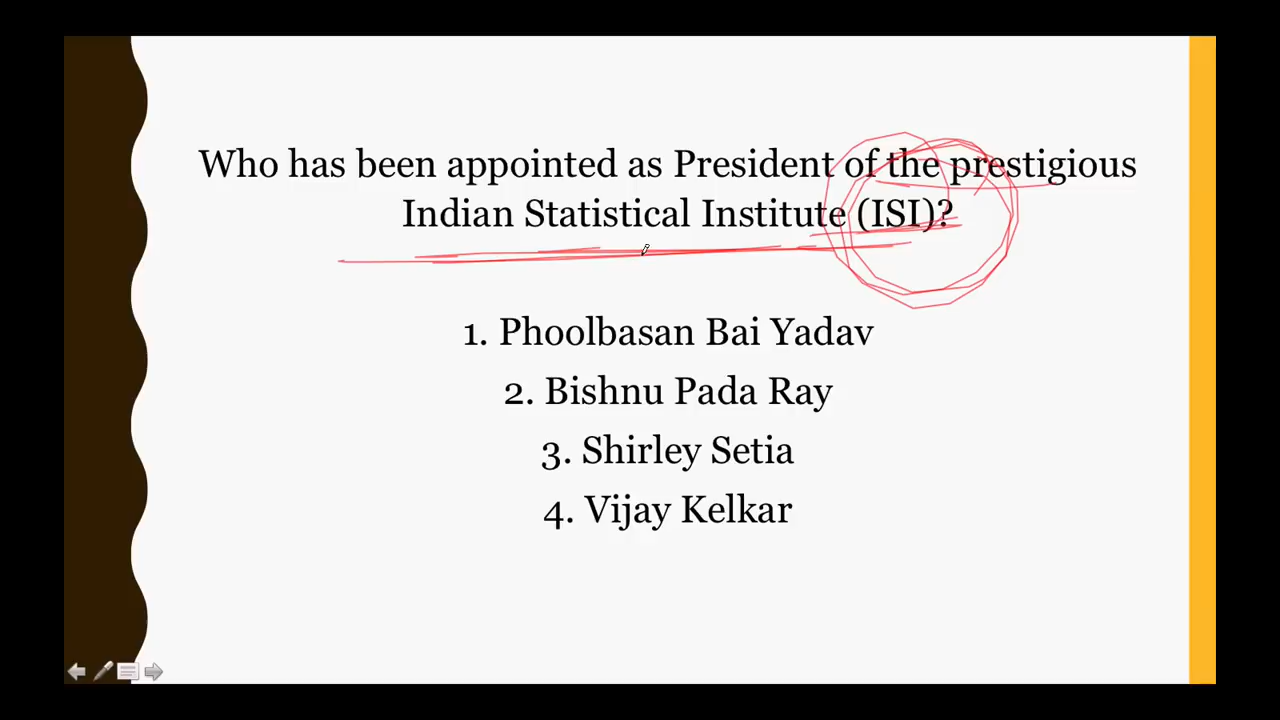 Who has been appointed as President of the prestigious
Indian Statistical Institute (ISI)?
1. Phoolbasan Bai Yadav
2. Bishnu Pada Ray
3. Shirley Setia
4. Vijay Kelkar